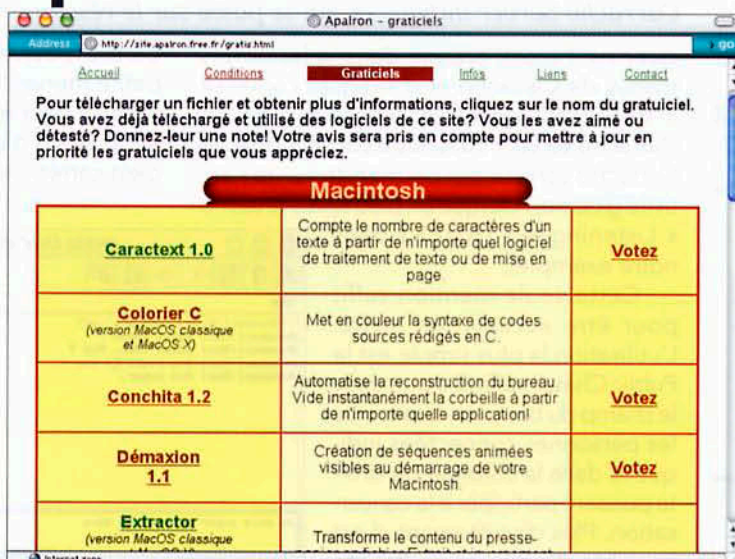 Apalron – graticiels
Address http://site.apalron.free.fr/gratis.html go
Accueil Conditions Graticiels Infos Liens Contact
Pour télécharger un fichier et obtenir plus d'informations, cliquez sur le nom du gratuiciel.
Vous avez déjà téléchargé et utilisé des logiciels de ce site? Vous les avez aimé ou
détesté? Donnez-leur une note! Votre avis sera pris en compte pour mettre à jour en
priorité les gratuiciels que vous appréciez.
Macintosh
Caractext 1.0
Compte le nombre de caractères d'un
texte à partir de n'importe quel logiciel
de traitement de texte ou de mise en
page.
Votez
Colorier C
(version MacOS classique
et MacOS X)
Met en couleur la syntaxe de codes
sources rédigés en C.
Conchita 1.2
Automatise la reconstruction du bureau.
Vide instantanément la corbeille à partir
de n'importe quelle application!
Votez
Démaxion
1.1
Création de séquences animées
visibles au démarrage de votre
Macintosh.
Votez
Extractor
(version MacOS classique
Transforme le contenu du presse-
Internet zone